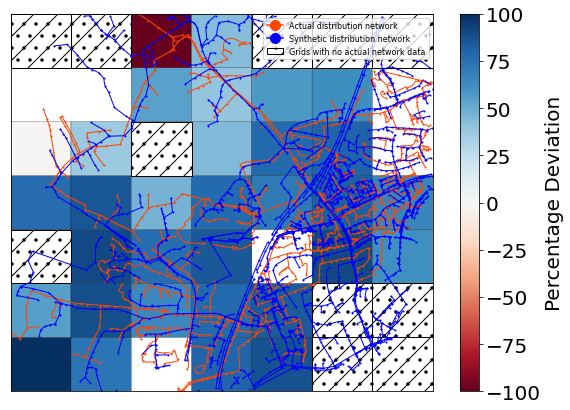 Actual distribution network
Synthetic distribution network
Grids with no actual network data
100
75
50
25
0
−25
−50
−75
−100
Percentage Deviation